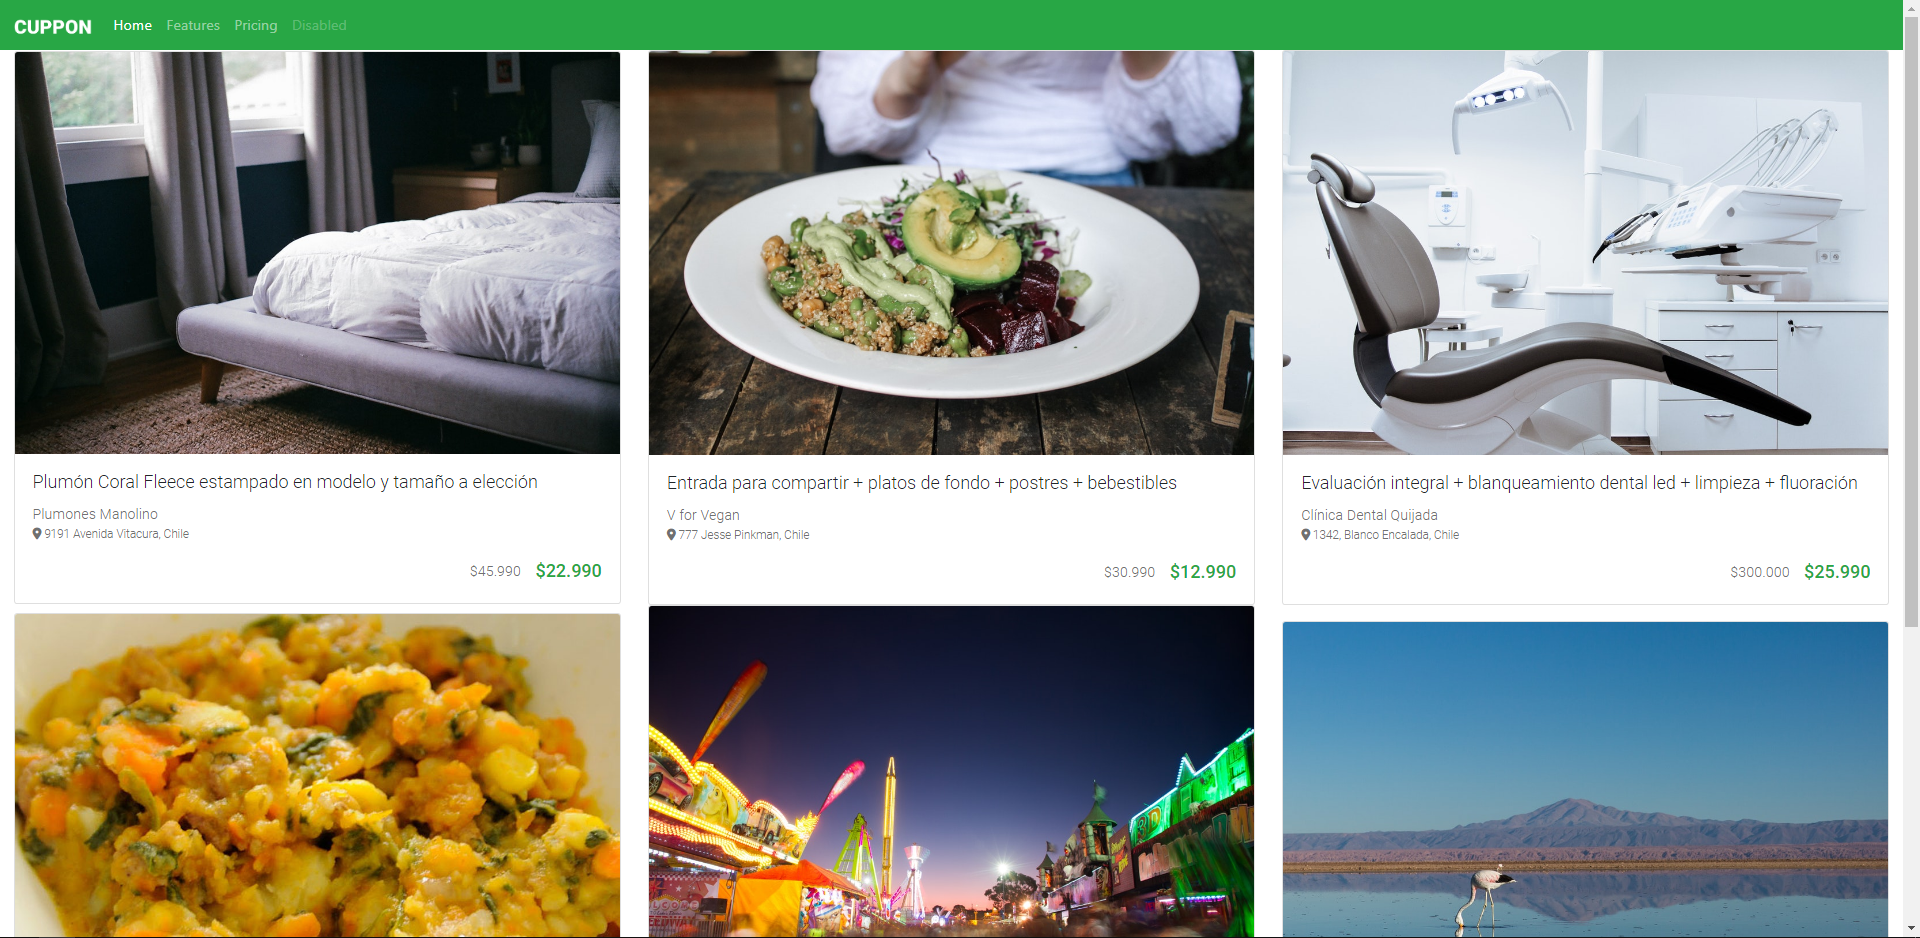 CUPPON Home Features Pricing Disabled
Plumón Coral Fleece estampado en modelo y tamaño a elección
Plumones Manolino
9191 Avenida Vitacura, Chile
$45.990 $22.990
Entrada para compartir + platos de fondo + postres + bebestibles
V for Vegan
777 Jesse Pinkman, Chile
$30.990 $12.990
Evaluación integral + blanqueamiento dental led + limpieza + fluoración
Clínica Dental Quijada
1342, Blanco Encalada, Chile
$300.000 $25.990